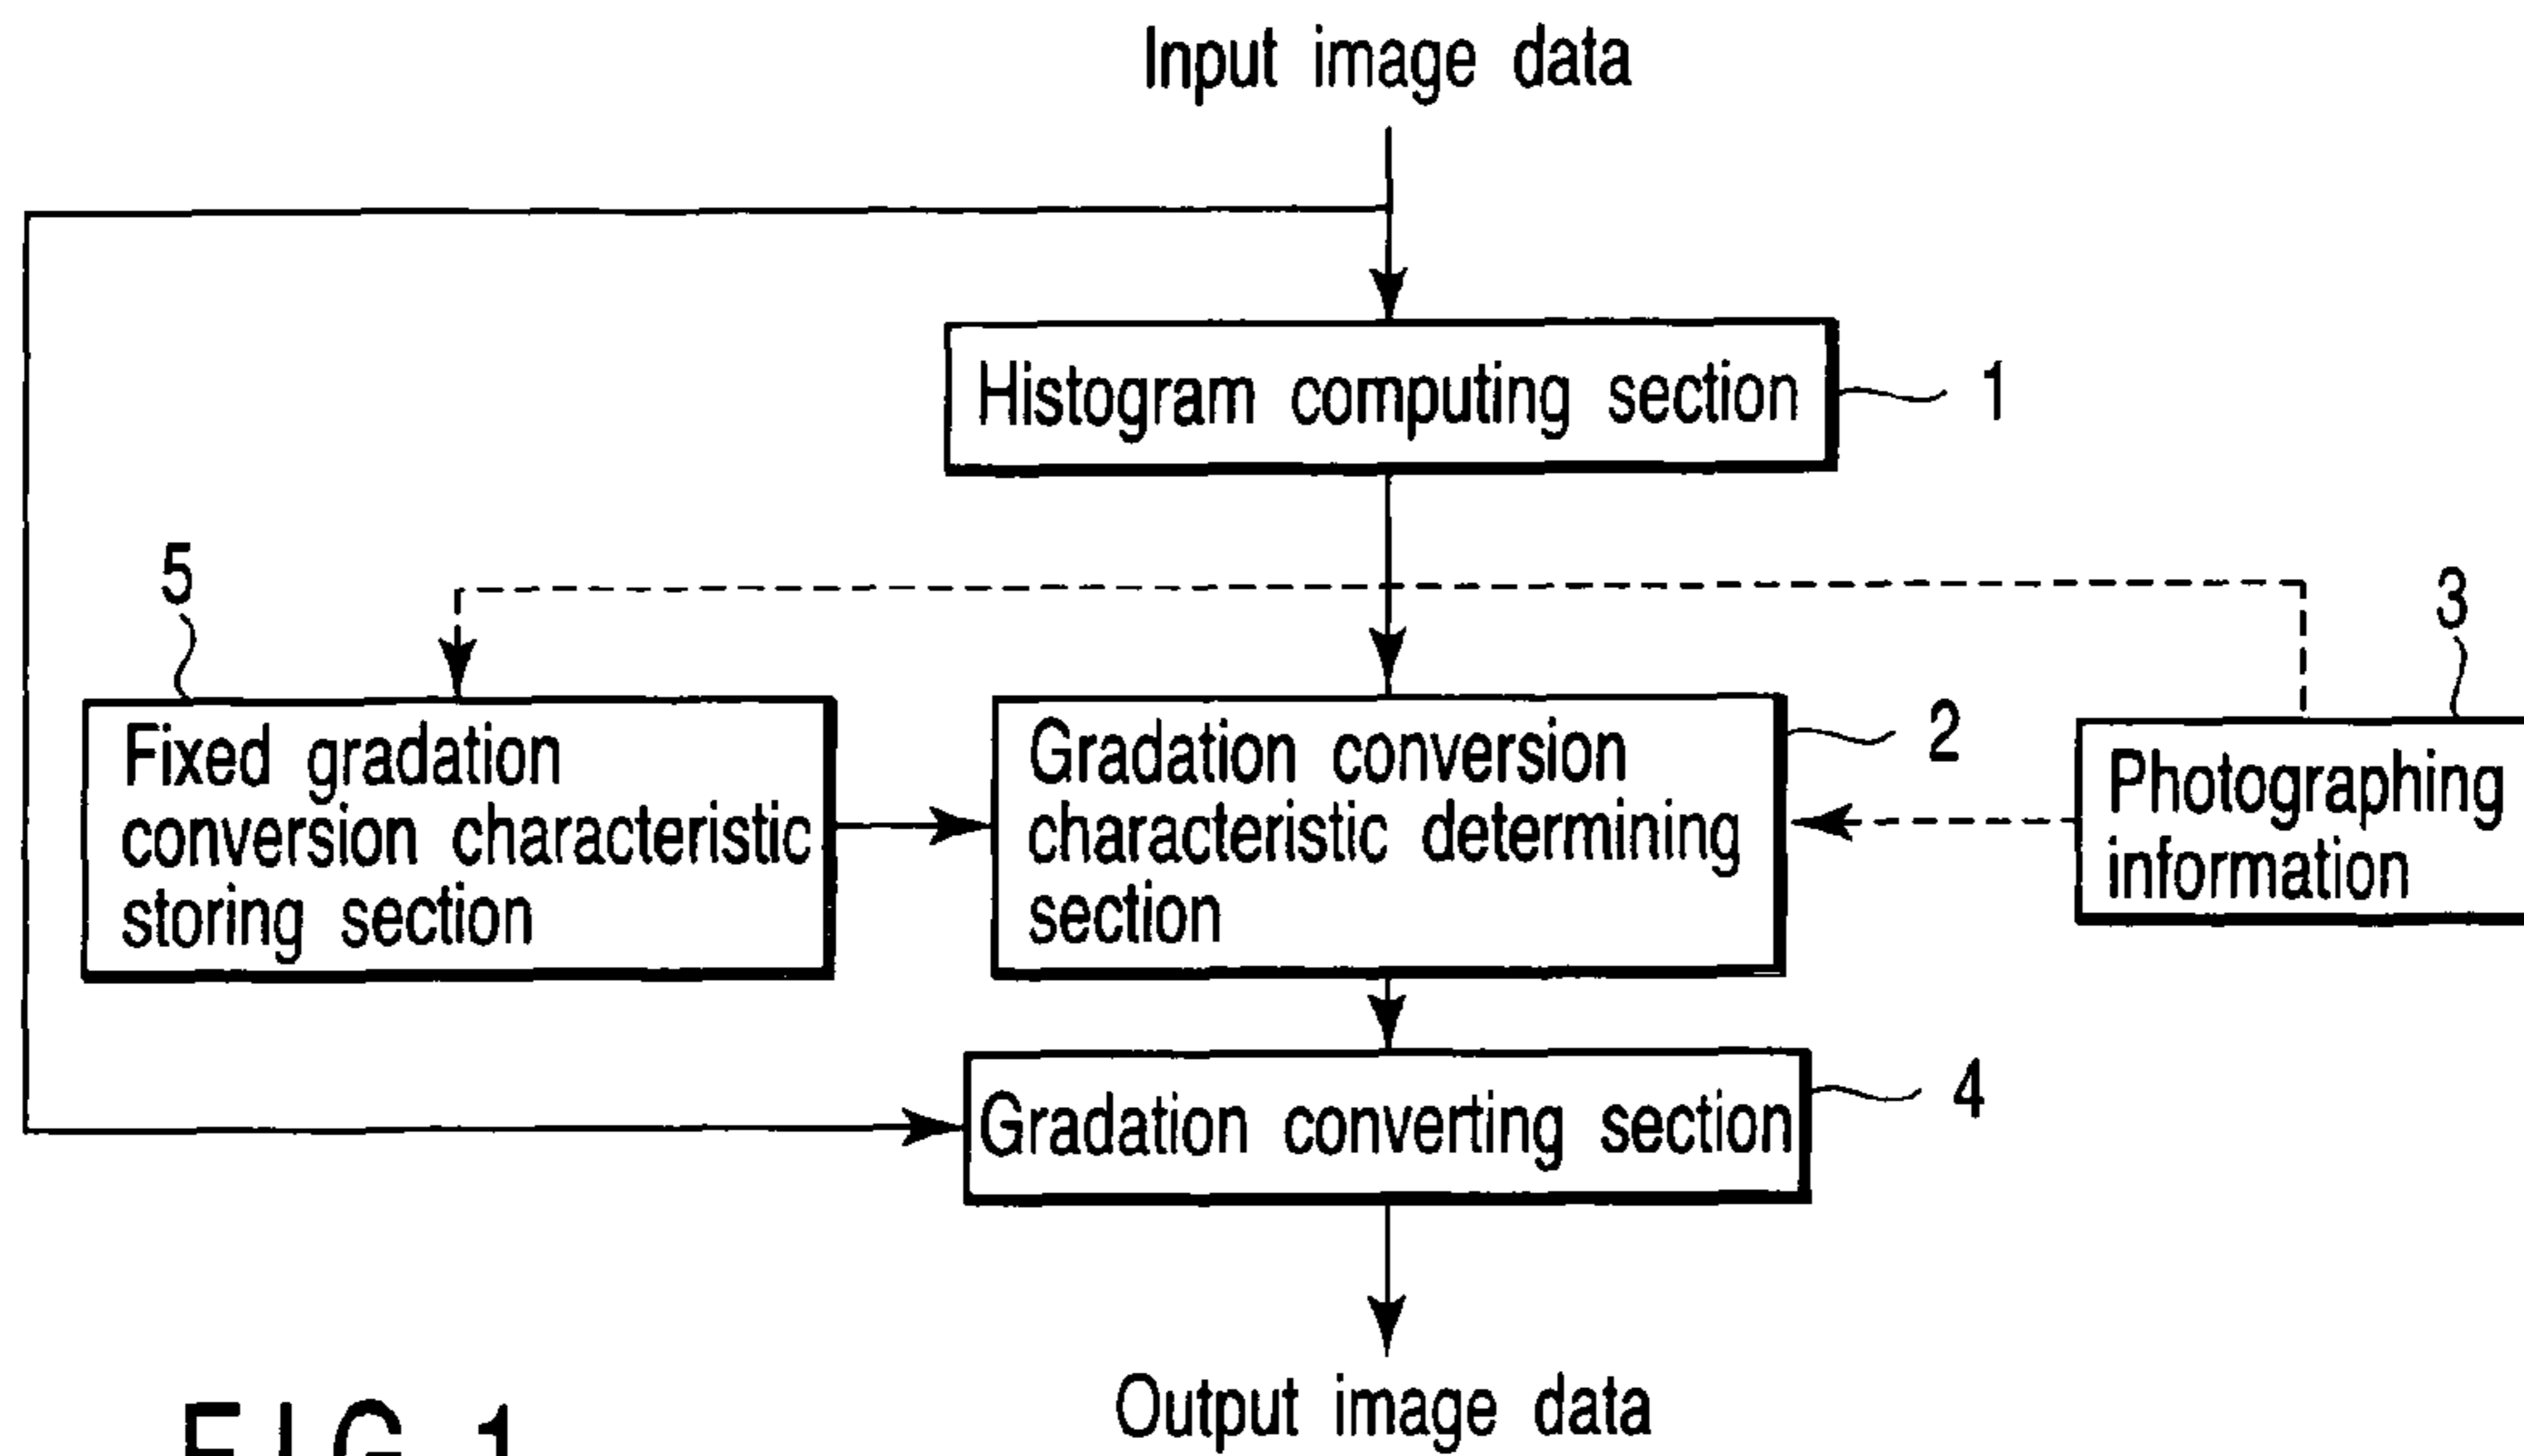 Input image data
Histogram computing section
1
5
3
Fixed gradation
conversion characteristic
storing section
Gradation conversion
characteristic determining
section
2
Photographing
information
Gradation converting section
4
Output image data
FIG. 1